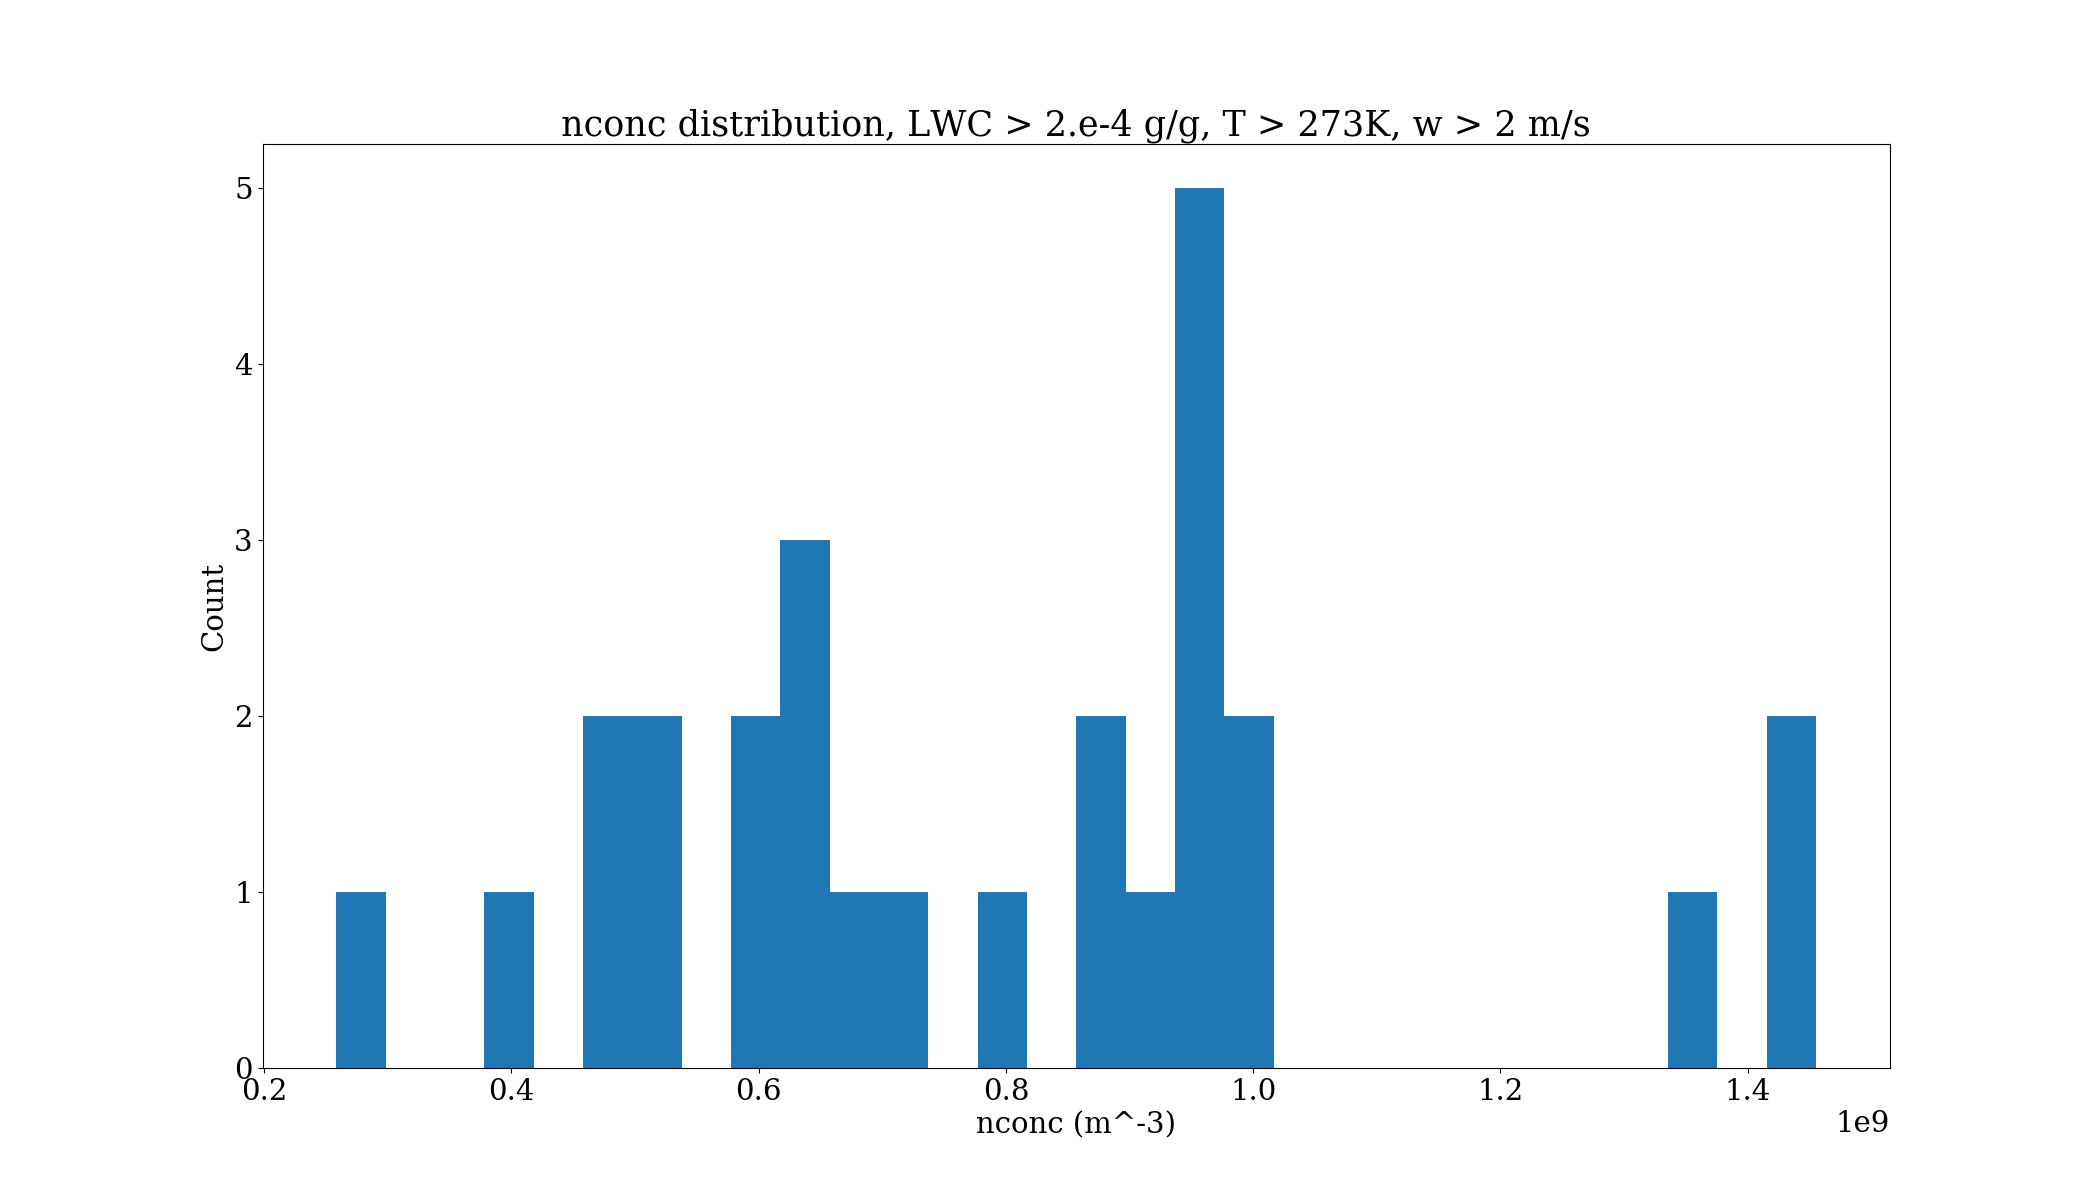 nconc distribution, LWC > 2.e-4 g/g, T > 273K, w > 2 m/s
5
4
3
2
1
0
Count
0.2 0.4 0.6 0.8 1.0 1.2 1.4
nconc (m^-3)
1e9